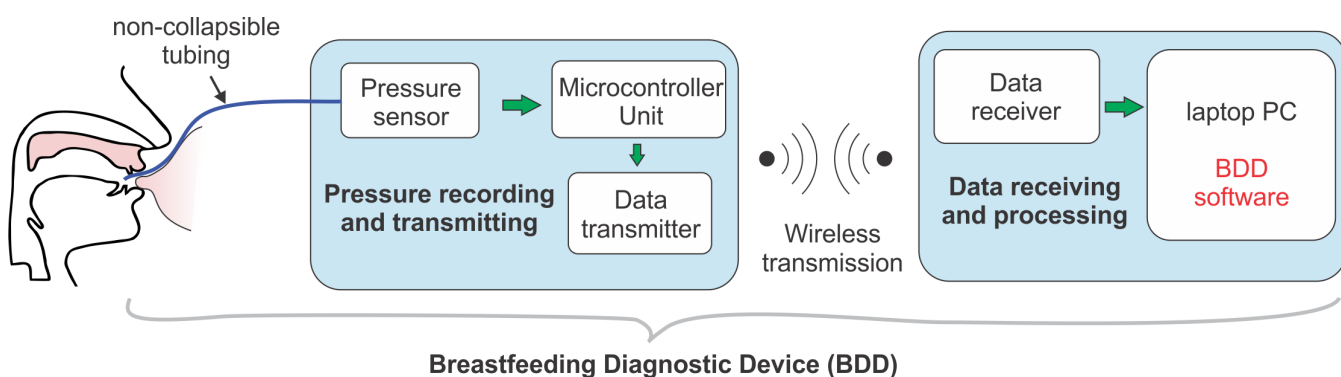 non-collapsible
tubing
Pressure
sensor
Microcontroller
Unit
Data
transmitter
Pressure recording
and transmitting
Wireless
transmission
Data
receiver
laptop PC
BDD
software
Data receiving
and processing
Breastfeeding Diagnostic Device (BDD)